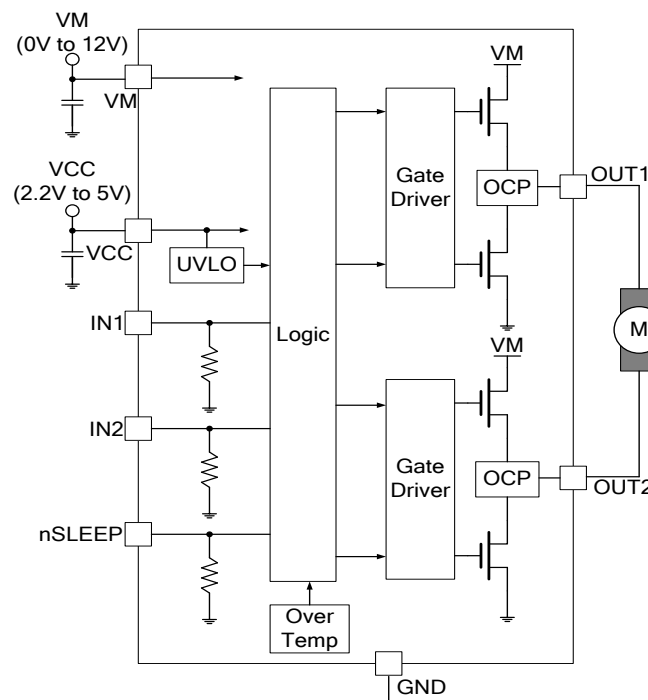 VM
(0V to 12V)
VM
VM
Gate
Driver
OCP
OUT1
VCC
(2.2V to 5V)
VCC
UVLO
IN1
Logic
M
VM
IN2
Gate
Driver
OCP
OUT2
nSLEEP
Over
Temp
GND